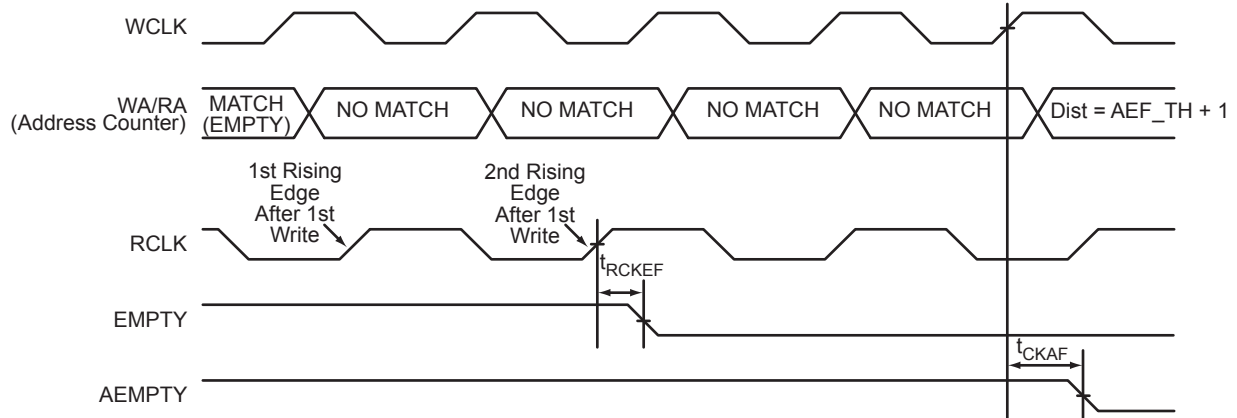 WCLK
WA/RA
(Address Counter)
MATCH
(EMPTY)
NO MATCH
NO MATCH
NO MATCH
NO MATCH
Dist = AEF_TH + 1
1st Rising
Edge
After 1st
Write
2nd Rising
Edge
After 1st
Write
RCLK
tRCKEF
EMPTY
tCKAF
AEMPTY